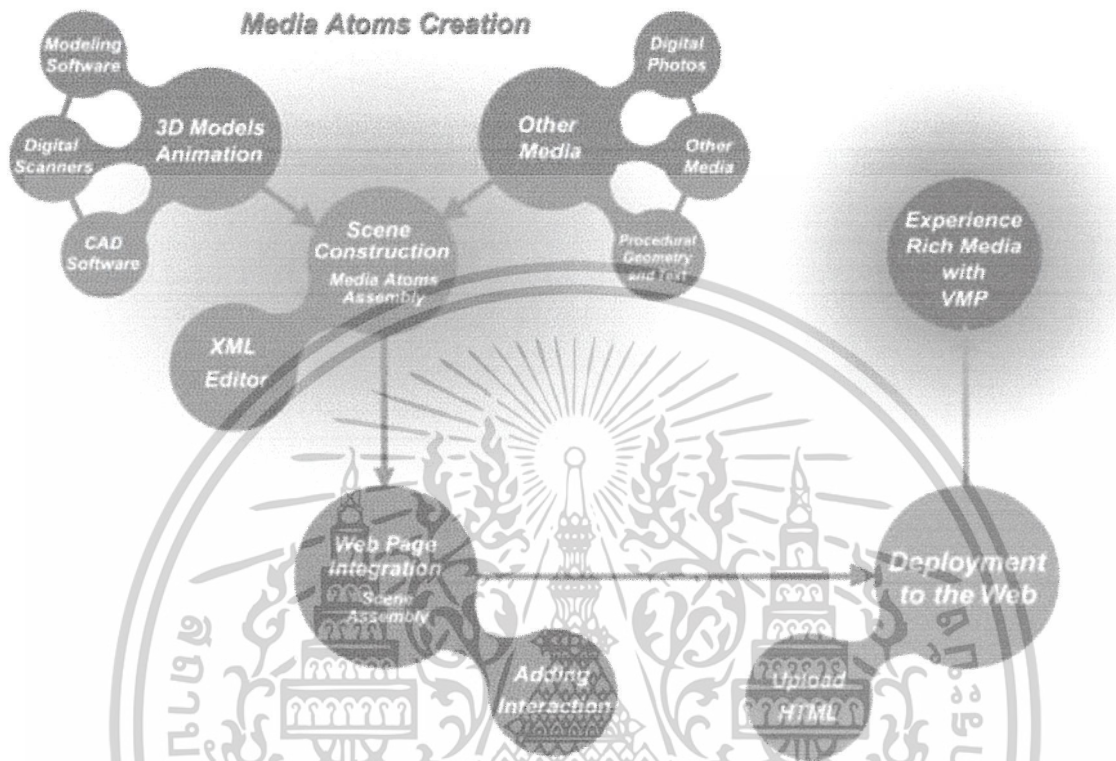 Media Atoms Creation
Modeling
Software
Digital
Scanners
CAD
Software
3D Models
Animation
Other
Media
Digital
Photos
Other
Media
Procedural
Geometry
and Text
Scene
Construction
Media Atoms
Assembly
XML
Editor
Experience
Rich Media
with
VMP
Web Page
Integration
Scene
Assembly
Adding
Interaction
Deployment
to the Web
Upload
HTML